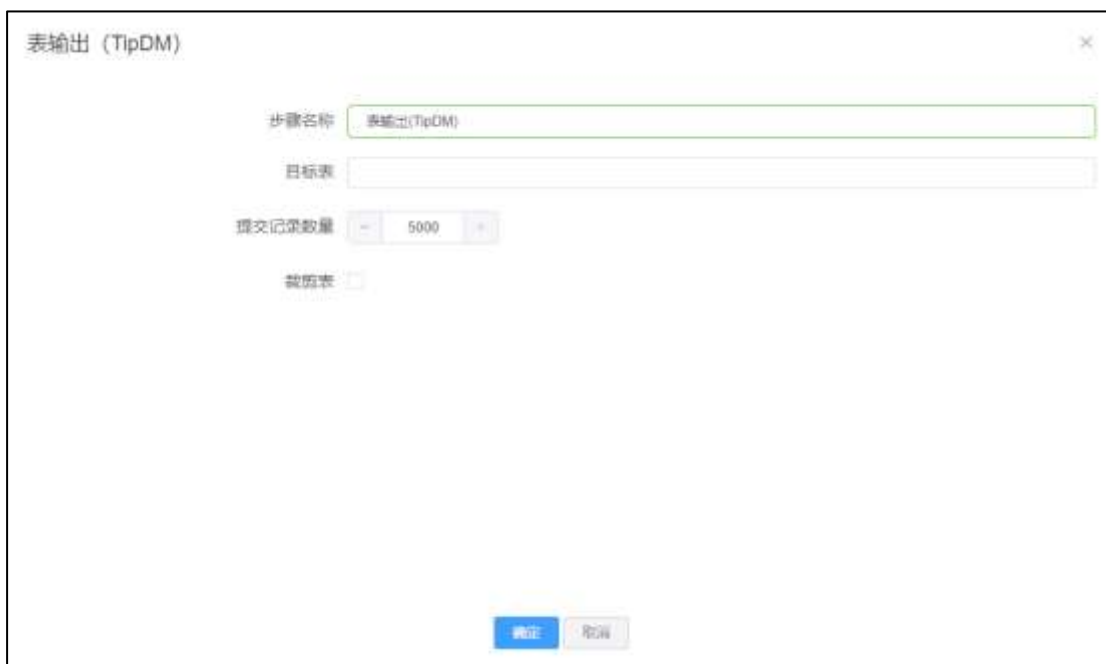 表输出（TipDM）
步骤名称 表输出(TipDM)
目标表
提交记录数量 5000
裁剪表
确定 取消